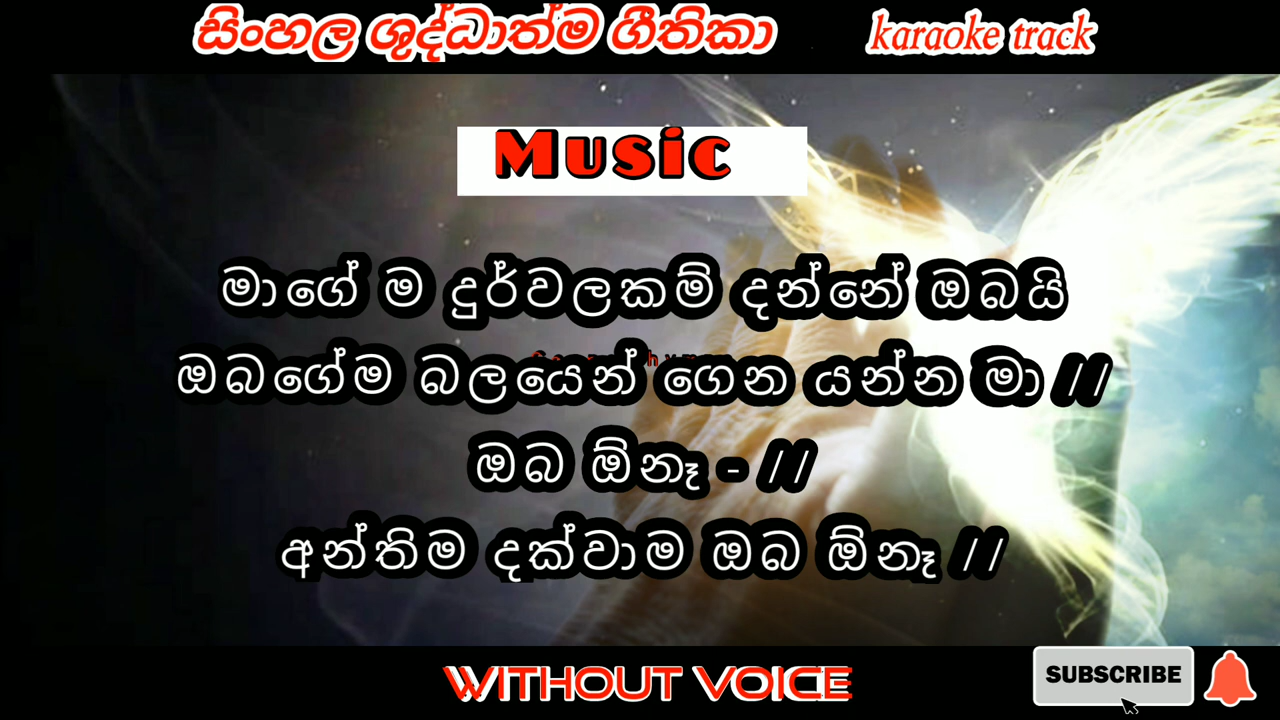 සිංහල ශුද්ධාත්ම ගීතිකා karaoke track
Music
මාගේ ම දුර්වලකම් දන්නේ ඔබයි
ඔබගේම බලයෙන් ගෙන යන්න මා //
ඔබ ඕනෑ - //
අන්තිම දක්වාම ඔබ ඕනෑ //
WITHOUT VOICE
SUBSCRIBE